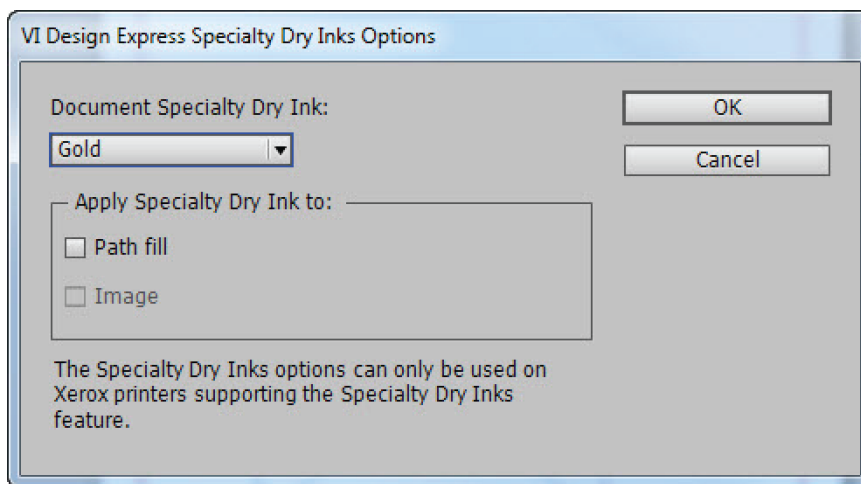 VI Design Express Specialty Dry Inks Options
Document Specialty Dry Ink:
Gold
OK
Cancel
Apply Specialty Dry Ink to:
Path fill
Image
The Specialty Dry Inks options can only be used on
Xerox printers supporting the Specialty Dry Inks
feature.